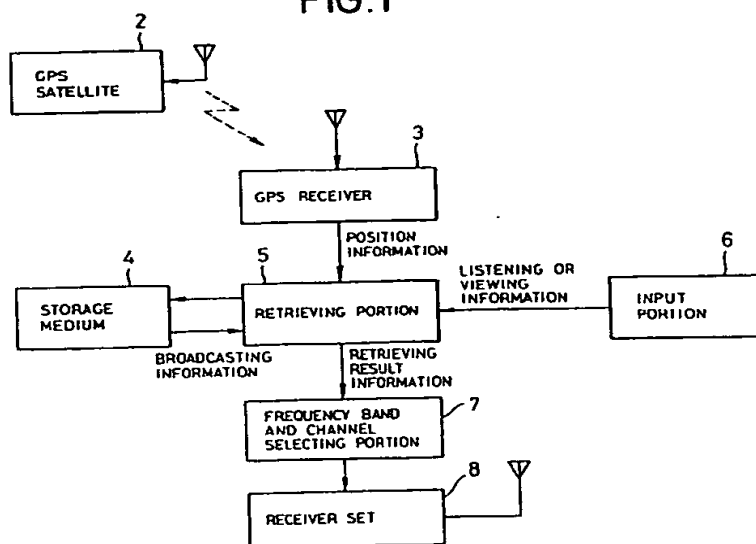 FIG.1
2
GPS
SATELLITE
3
GPS RECEIVER
POSITION
INFORMATION
4
STORAGE
MEDIUM
5
RETRIEVING PORTION
LISTENING OR
VIEWING
INFORMATION
6
INPUT
PORTION
BROADCASTING
INFORMATION
RETRIEVING
RESULT
INFORMATION
7
FREQUENCY BAND
AND CHANNEL
SELECTING PORTION
8
RECEIVER SET